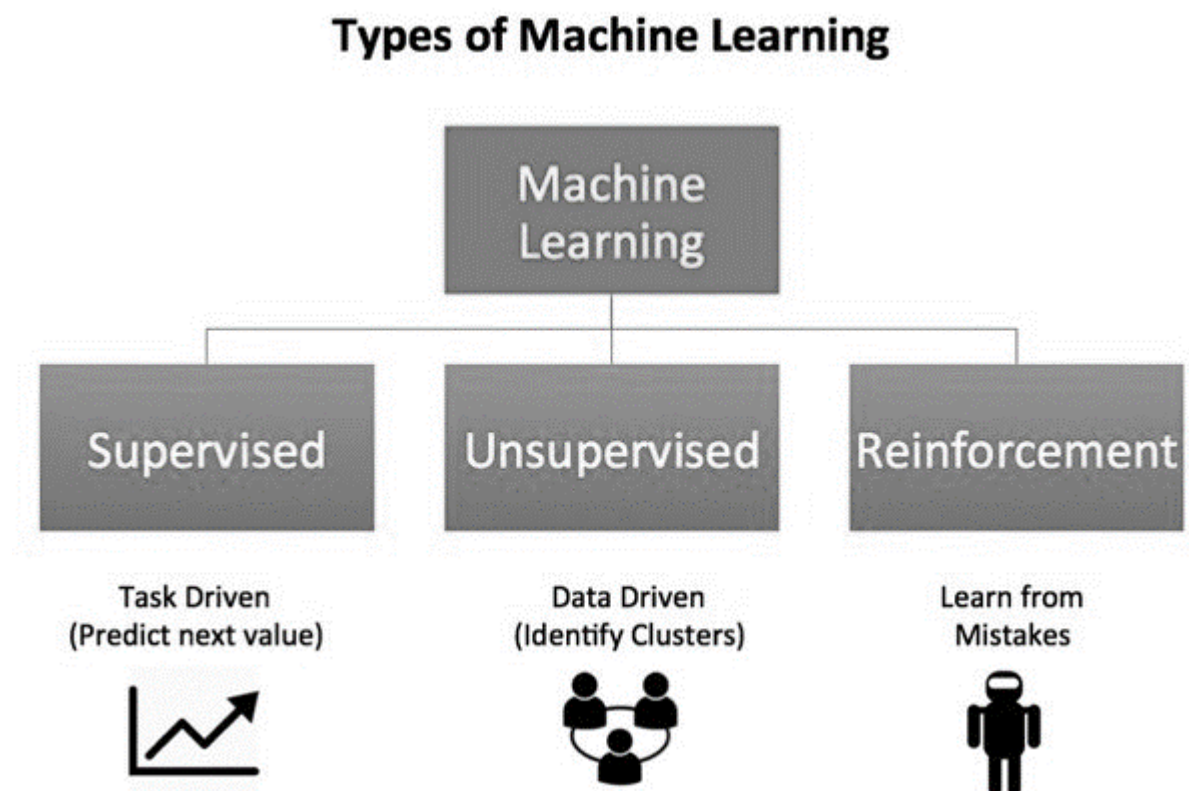 Types of Machine Learning
Machine
Learning
Supervised
Unsupervised
Reinforcement
Task Driven
(Predict next value)
Data Driven
(Identify Clusters)
Learn from
Mistakes